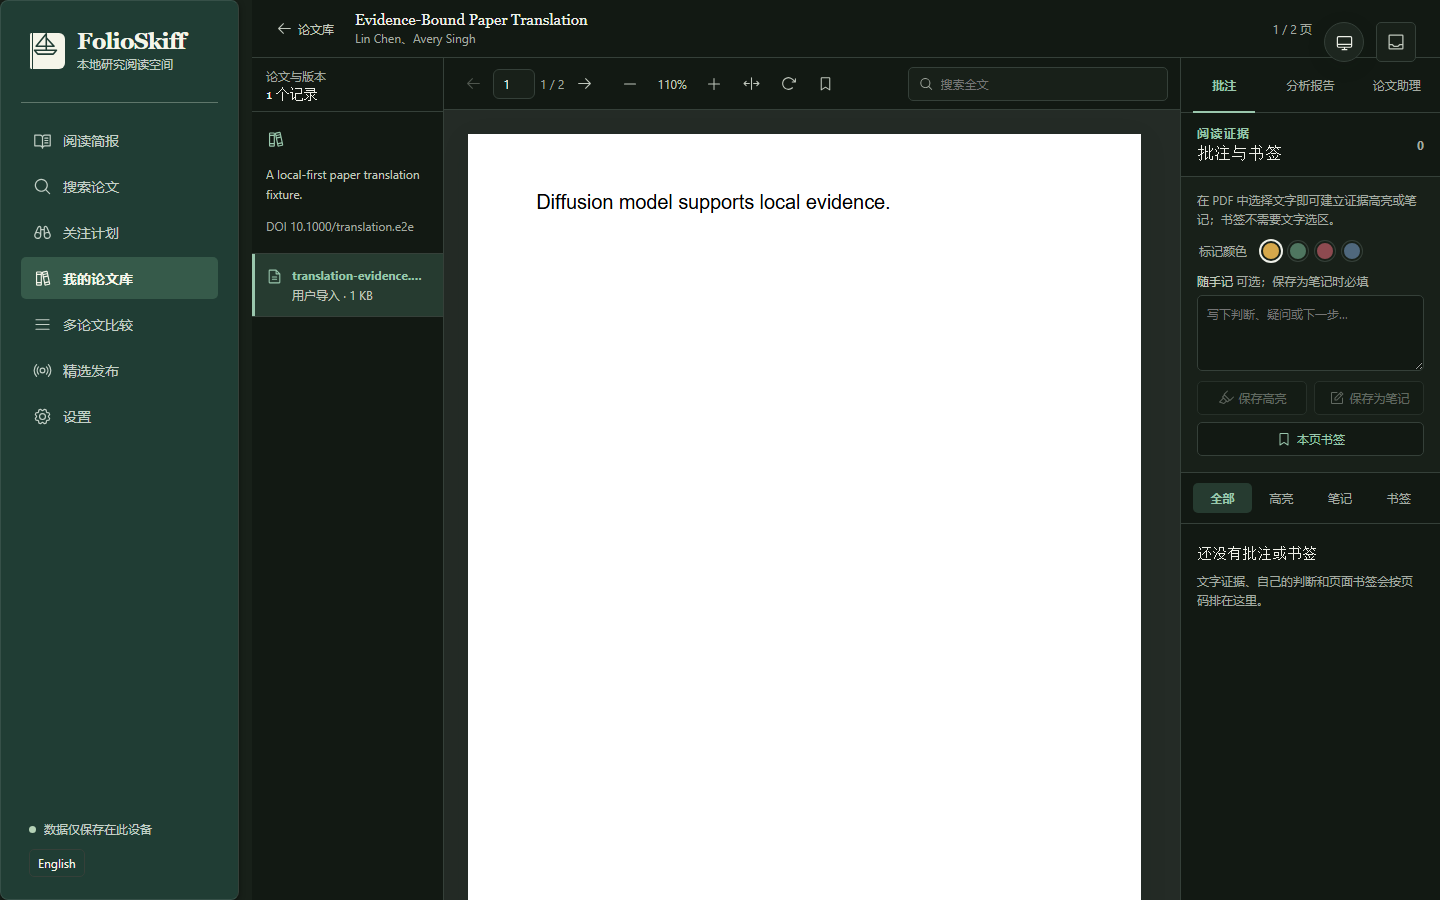 FolioSkiff
本地研究阅读空间
阅读简报
搜索论文
关注计划
我的论文库
多论文比较
精选发布
设置
数据仅保存在此设备
English
论文库
Evidence-Bound Paper Translation
Lin Chen、Avery Singh
1 / 2 页
论文与版本
1 个记录
A local-first paper translation
fixture.
DOI 10.1000/translation.e2e
translation-evidence....
用户导入 · 1 KB
1
1 / 2
110%
搜索全文
Diffusion model supports local evidence.
批注
分析报告
论文助理
阅读证据
批注与书签
0
在 PDF 中选择文字即可建立证据高亮或笔
记；书签不需要文字选区。
标记颜色
随手记 可选；保存为笔记时必填
写下判断、疑问或下一步...
保存高亮
保存为笔记
本页书签
全部
高亮
笔记
书签
还没有批注或书签
文字证据、自己的判断和页面书签会按页
码排在这里。